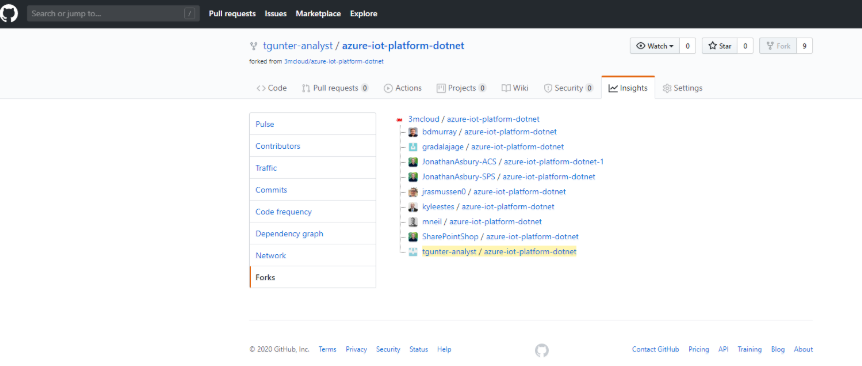 Search or jump to... / Pull requests Issues Marketplace Explore
tgunter-analyst / azure-iot-platform-dotnet Watch 0 Star 0 Fork 9
forked from 3mcloud/azure-iot-platform-dotnet
Code Pull requests 0 Actions Projects 0 Wiki Security 0 Insights Settings
Pulse
Contributors
Traffic
Commits
Code frequency
Dependency graph
Network
Forks
3mcloud / azure-iot-platform-dotnet
bdmurray / azure-iot-platform-dotnet
gradalajage / azure-iot-platform-dotnet
JonathanAsbury-ACS / azure-iot-platform-dotnet-1
JonathanAsbury-SPS / azure-iot-platform-dotnet
jrasmussen0 / azure-iot-platform-dotnet
kyleestes / azure-iot-platform-dotnet
mneil / azure-iot-platform-dotnet
SharePointShop / azure-iot-platform-dotnet
tgunter-analyst / azure-iot-platform-dotnet
© 2020 GitHub, Inc. Terms Privacy Security Status Help Contact GitHub Pricing API Training Blog About